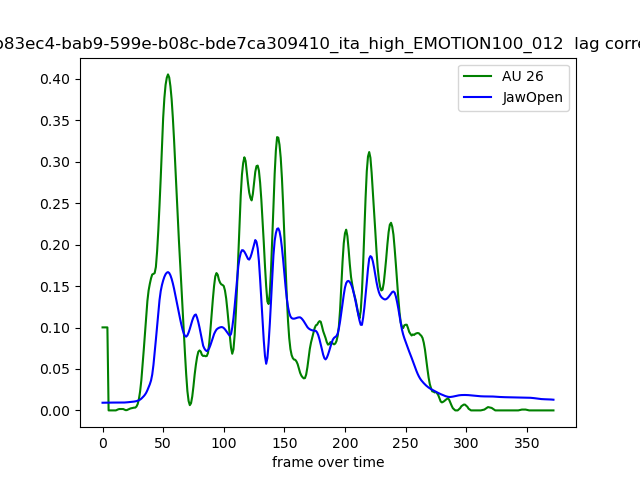 b83ec4-bab9-599e-b08c-bde7ca309410_ita_high_EMOTION100_012 lag corre
0.40
0.35
0.30
0.25
0.20
0.15
0.10
0.05
0.00
AU 26
JawOpen
0 50 100 150 200 250 300 350
frame over time